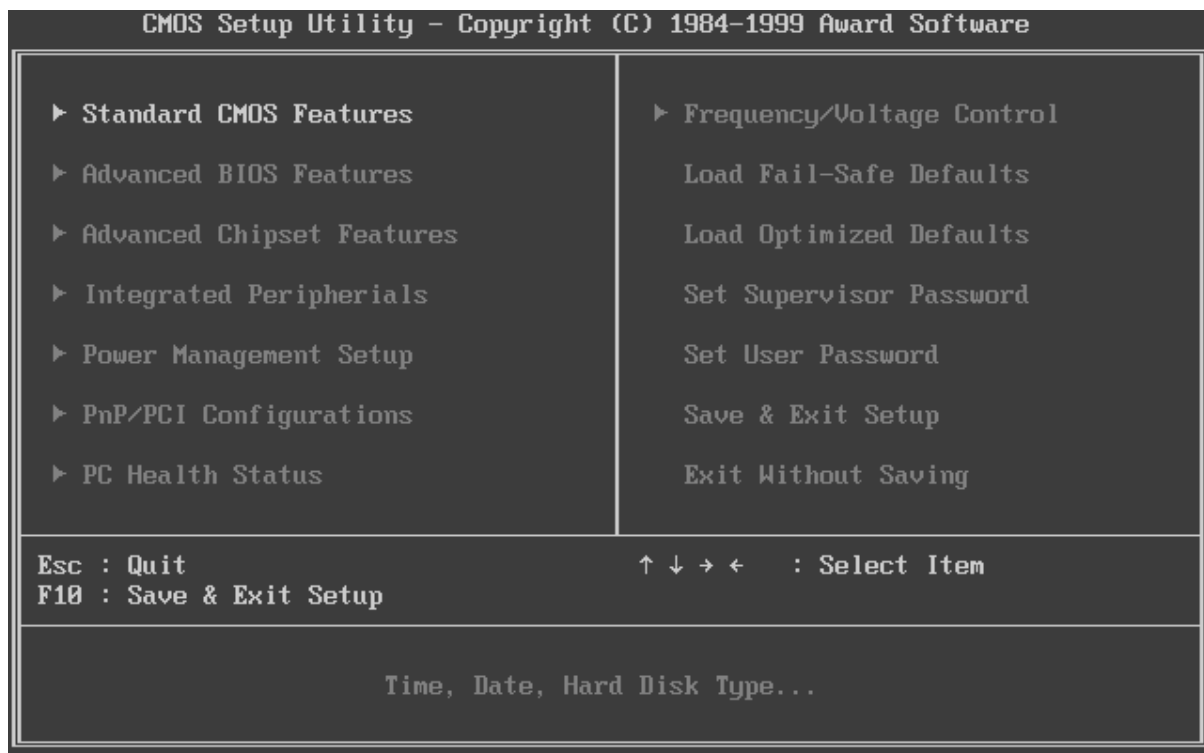 CMOS Setup Utility – Copyright (C) 1984–1999 Award Software
▶ Standard CMOS Features
▶ Advanced BIOS Features
▶ Advanced Chipset Features
▶ Integrated Peripherials
▶ Power Management Setup
▶ PnP/PCI Configurations
▶ PC Health Status
▶ Frequency/Voltage Control
Load Fail–Safe Defaults
Load Optimized Defaults
Set Supervisor Password
Set User Password
Save & Exit Setup
Exit Without Saving
Esc : Quit
F10 : Save & Exit Setup
↑ ↓ → ← : Select Item
Time, Date, Hard Disk Type...